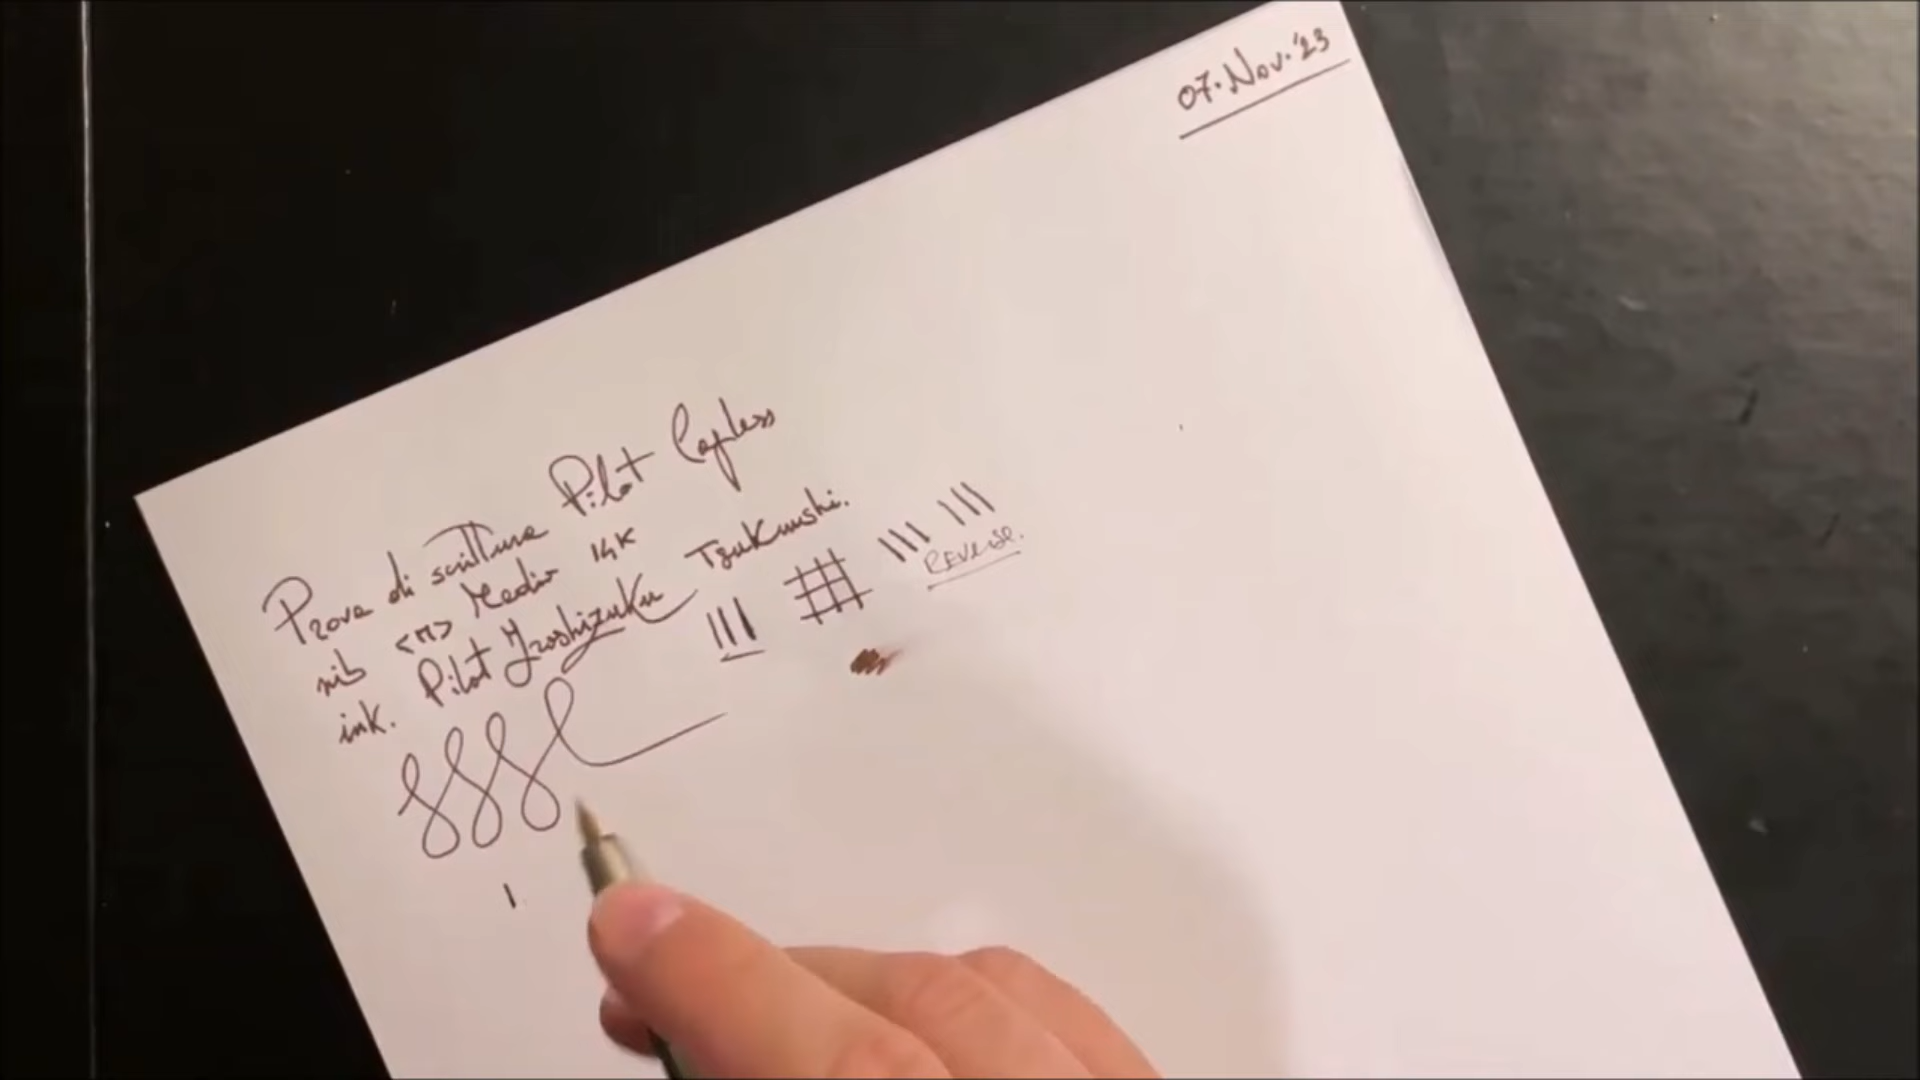 07. Nov. '23
Prova di scrittura Pilot Capless
nib <M> Medio 14K
ink. Pilot Iroshizuku Tsukushi.
REVERSE.